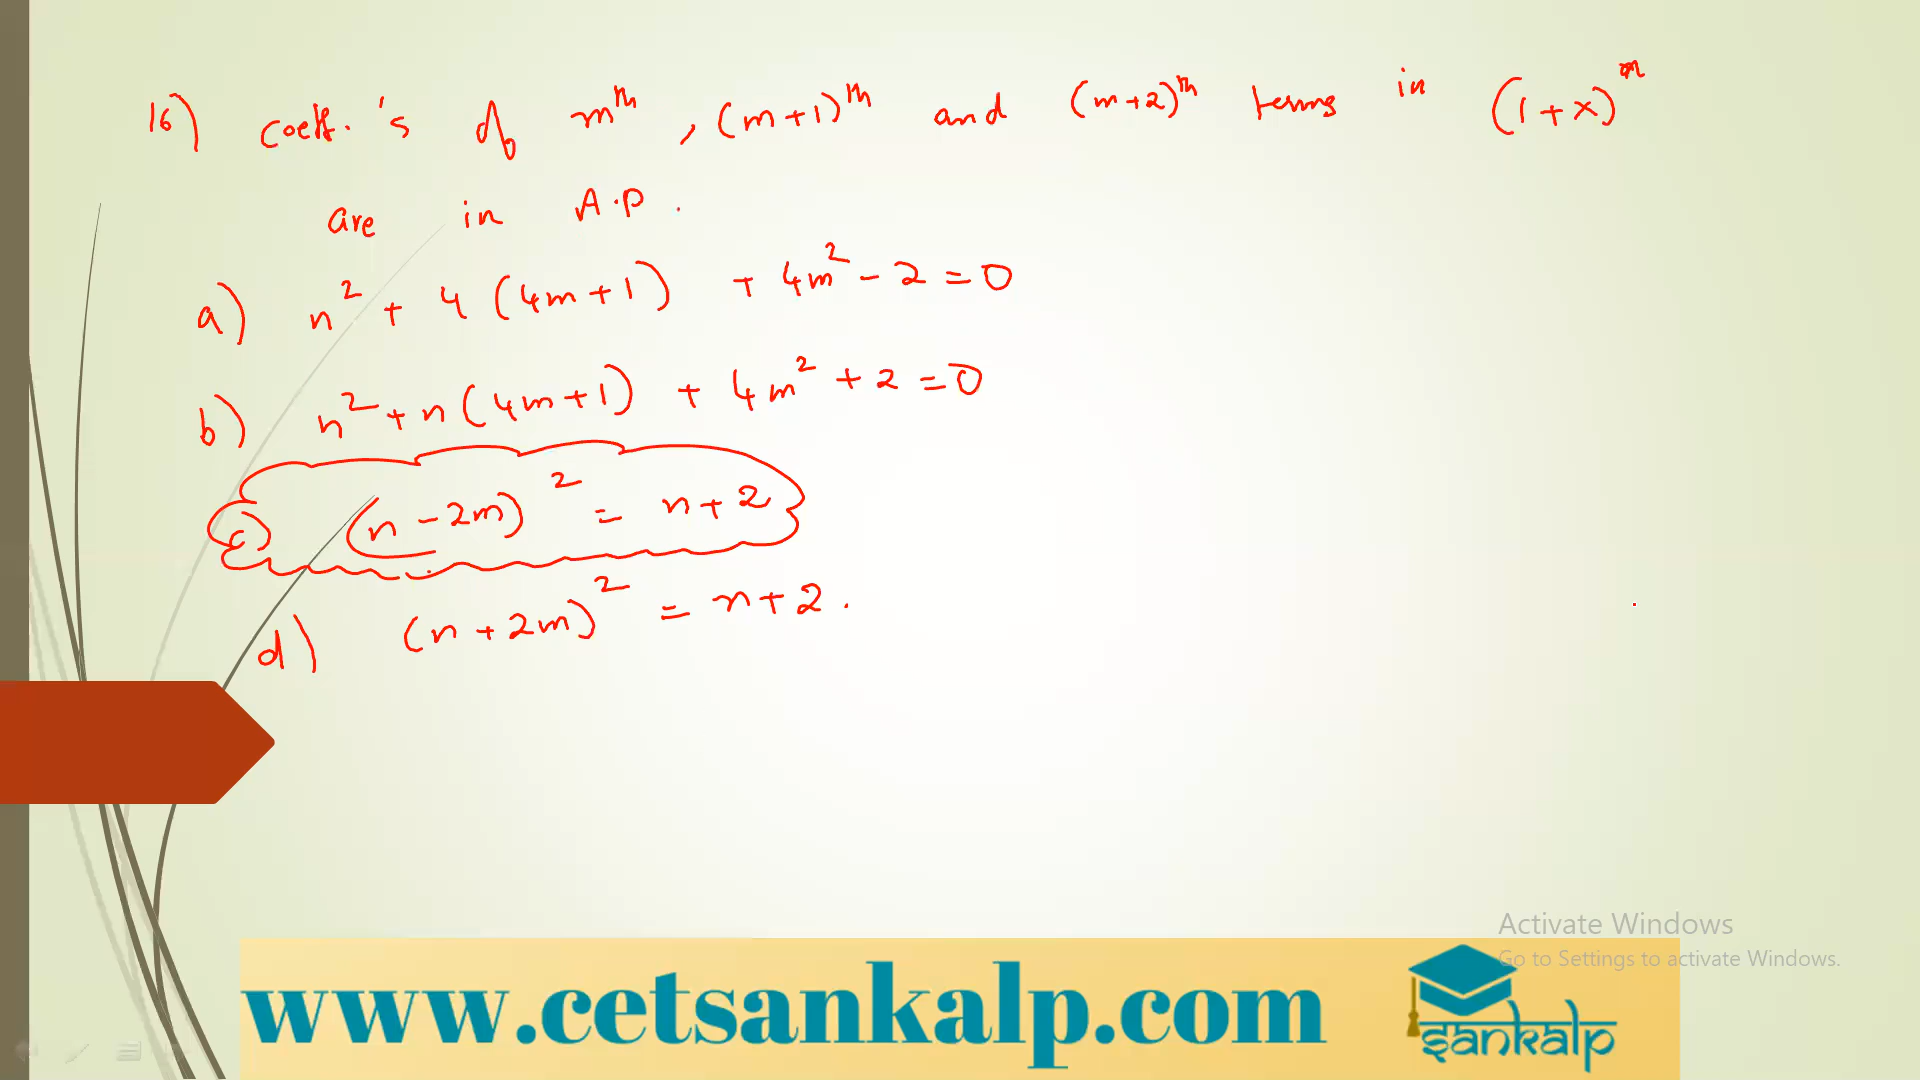 16) Coeff.'s of mth, (m+1)th and (m+2)th terms in (1+x)^n
are in A.P.
a) n² + 4(4m+1) + 4m² - 2 = 0
b) n² + n(4m+1) + 4m² + 2 = 0
c) (n - 2m)² = n+2
d) (n + 2m)² = n+2.
Activate Windows
Go to Settings to activate Windows.
www.cetsankalp.com
sankalp